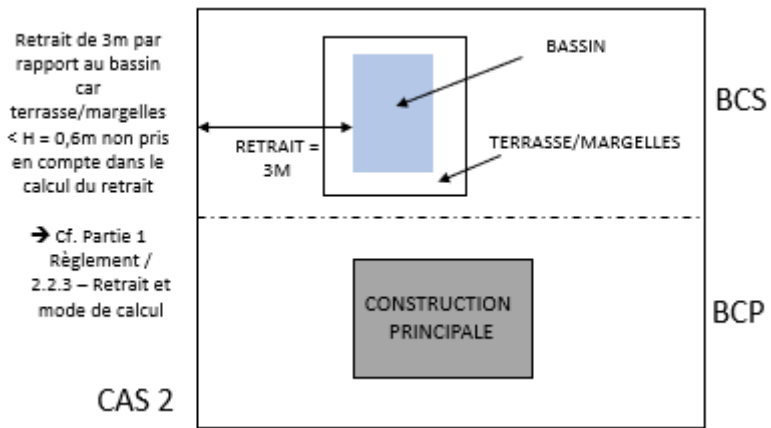 Retrait de 3m par
rapport au bassin
car
terrasse/margelles
< H = 0,6m non pris
en compte dans le
calcul du retrait
➔ Cf. Partie 1
Règlement /
2.2.3 – Retrait et
mode de calcul
CAS 2
RETRAIT =
3M
BASSIN
TERRASSE/MARGELLES
BCS
CONSTRUCTION
PRINCIPALE
BCP